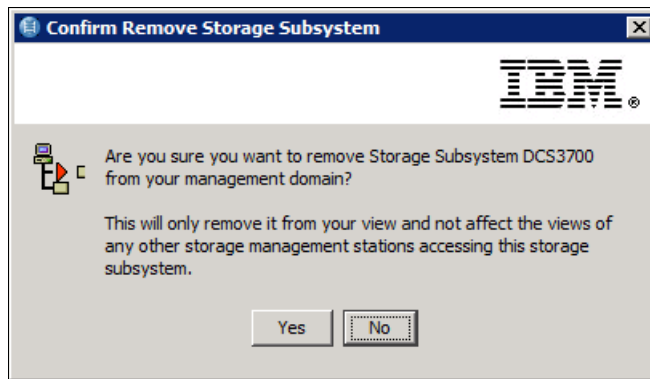 Confirm Remove Storage Subsystem
IBM®
Are you sure you want to remove Storage Subsystem DCS3700
from your management domain?
This will only remove it from your view and not affect the views of
any other storage management stations accessing this storage
subsystem.
Yes
No